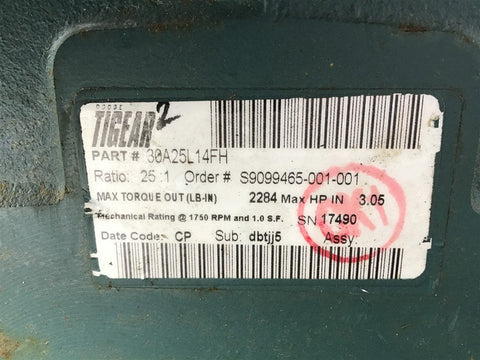 DODGE
TIGEAR 2
PART # 30A25L14FH
Ratio: 25 :1 Order # S9099465-001-001
MAX TORQUE OUT (LB-IN) 2284 Max HP IN 3.05
Mechanical Rating @ 1750 RPM and 1.0 S.F. SN 17490
Date Code: CP Sub: dbtjj5 Assy: